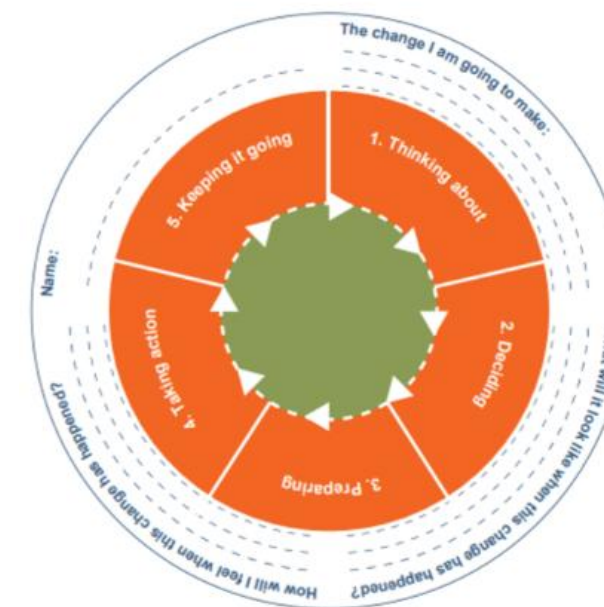 The change I am going to make:
1. Thinking about
2. Deciding
3. Preparing
4. Taking action
5. Keeping it going
will it look like when this change has happened?
How will I feel when this change has happened?
Name: